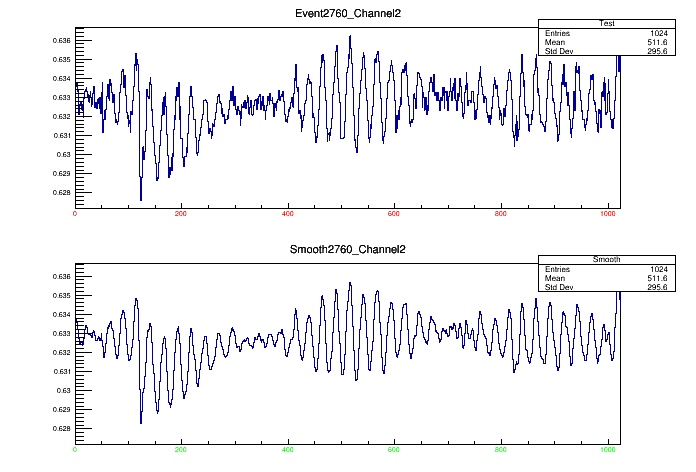 Event2760_Channel2
Test
Entries 1024
Mean 511.6
Std Dev 295.6
0.636
0.635
0.634
0.633
0.632
0.631
0.63
0.629
0.628
0 200 400 600 800 1000
Smooth2760_Channel2
Smooth
Entries 1024
Mean 511.6
Std Dev 295.6
0.636
0.635
0.634
0.633
0.632
0.631
0.63
0.629
0.628
0 200 400 600 800 1000